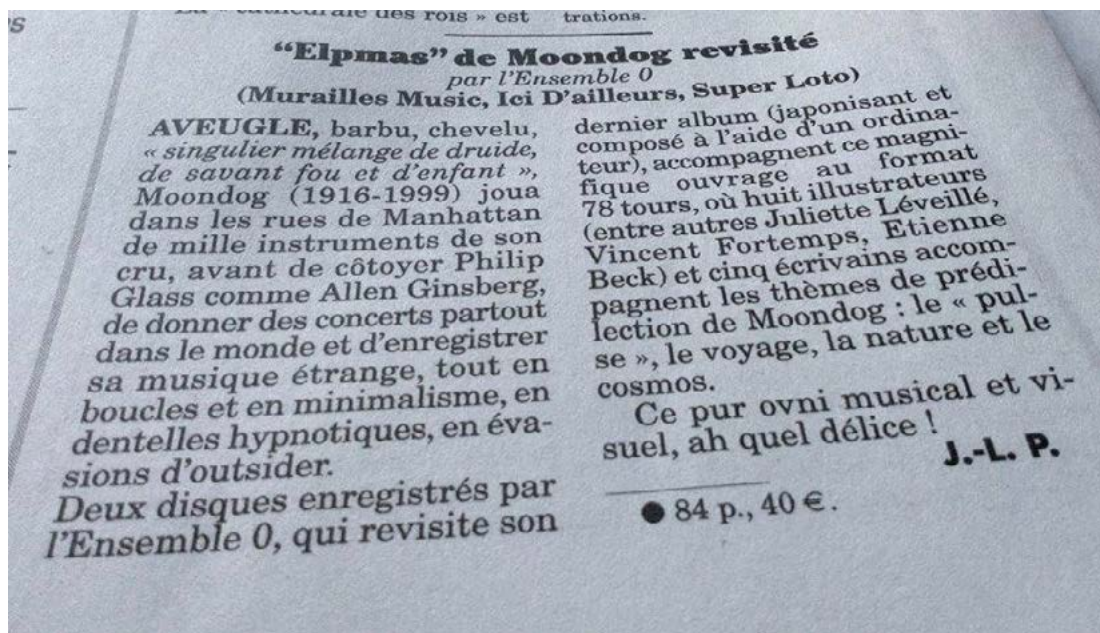 des rois » est
trations.
“Elpmas” de Moondog revisité
par l’Ensemble 0
(Murailles Music, Ici D’ailleurs, Super Loto)
AVEUGLE, barbu, chevelu,
« singulier mélange de druide,
de savant fou et d’enfant »,
Moondog (1916-1999) joua
dans les rues de Manhattan
de mille instruments de son
cru, avant de côtoyer Philip
Glass comme Allen Ginsberg,
de donner des concerts partout
dans le monde et d’enregistrer
sa musique étrange, tout en
boucles et en minimalisme, en
dentelles hypnotiques, en éva-
sions d’outsider.
Deux disques enregistrés par
l’Ensemble 0, qui revisite son
dernier album (japonisant et
composé à l’aide d’un ordina-
teur), accompagnent ce magni-
fique ouvrage au format
78 tours, où huit illustrateurs
(entre autres Juliette Léveillé,
Vincent Fortemps, Etienne
Beck) et cinq écrivains accom-
pagnent les thèmes de prédi-
lection de Moondog : le « pul-
se », le voyage, la nature et le
cosmos.
Ce pur ovni musical et vi-
suel, ah quel délice !
J.-L. P.
● 84 p., 40 €.